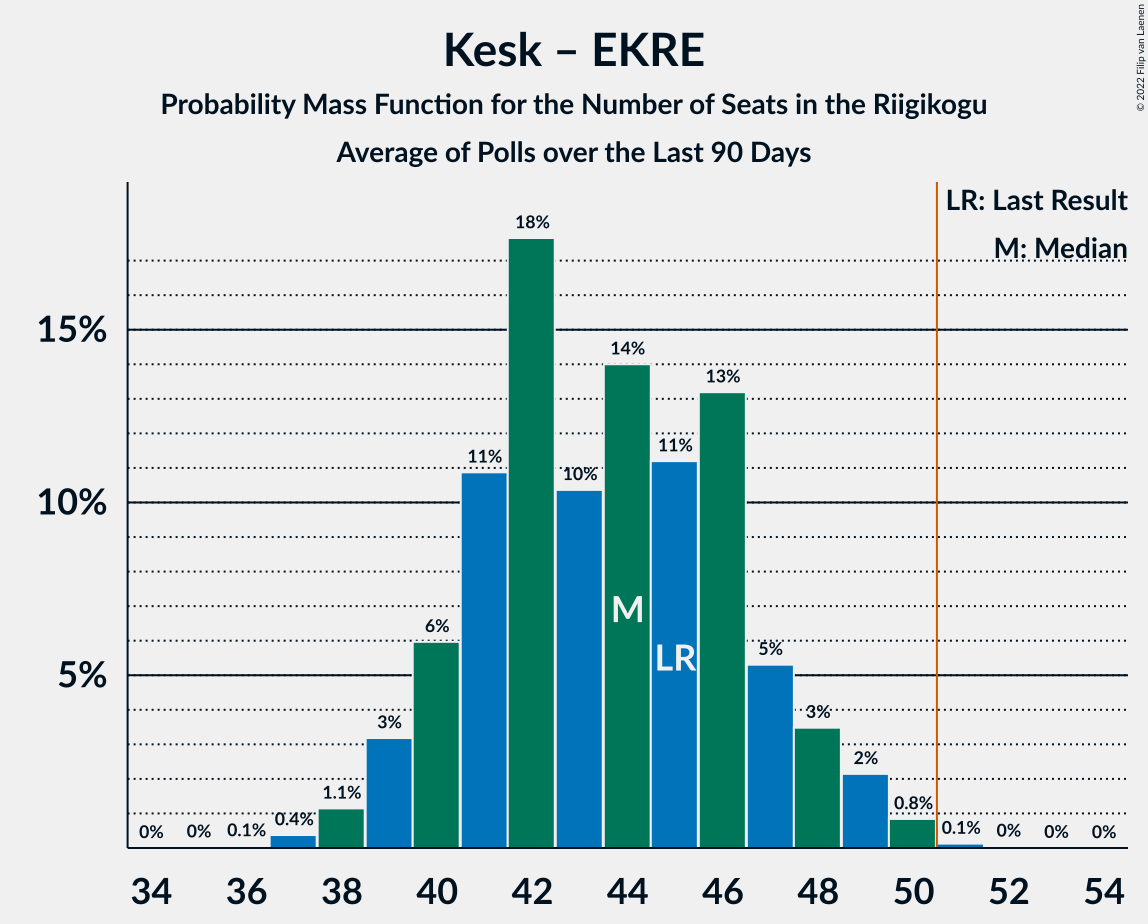 Kesk – EKRE
Probability Mass Function for the Number of Seats in the Riigikogu
Average of Polls over the Last 90 Days
© 2022 Filip van Laenen
LR: Last Result
M: Median
15%
10%
5%
0%
0%
0.1%
0.4%
1.1%
3%
6%
11%
18%
10%
14%
11%
13%
5%
3%
2%
0.8%
0.1%
0%
0%
0%
M
LR
34 36 38 40 42 44 46 48 50 52 54